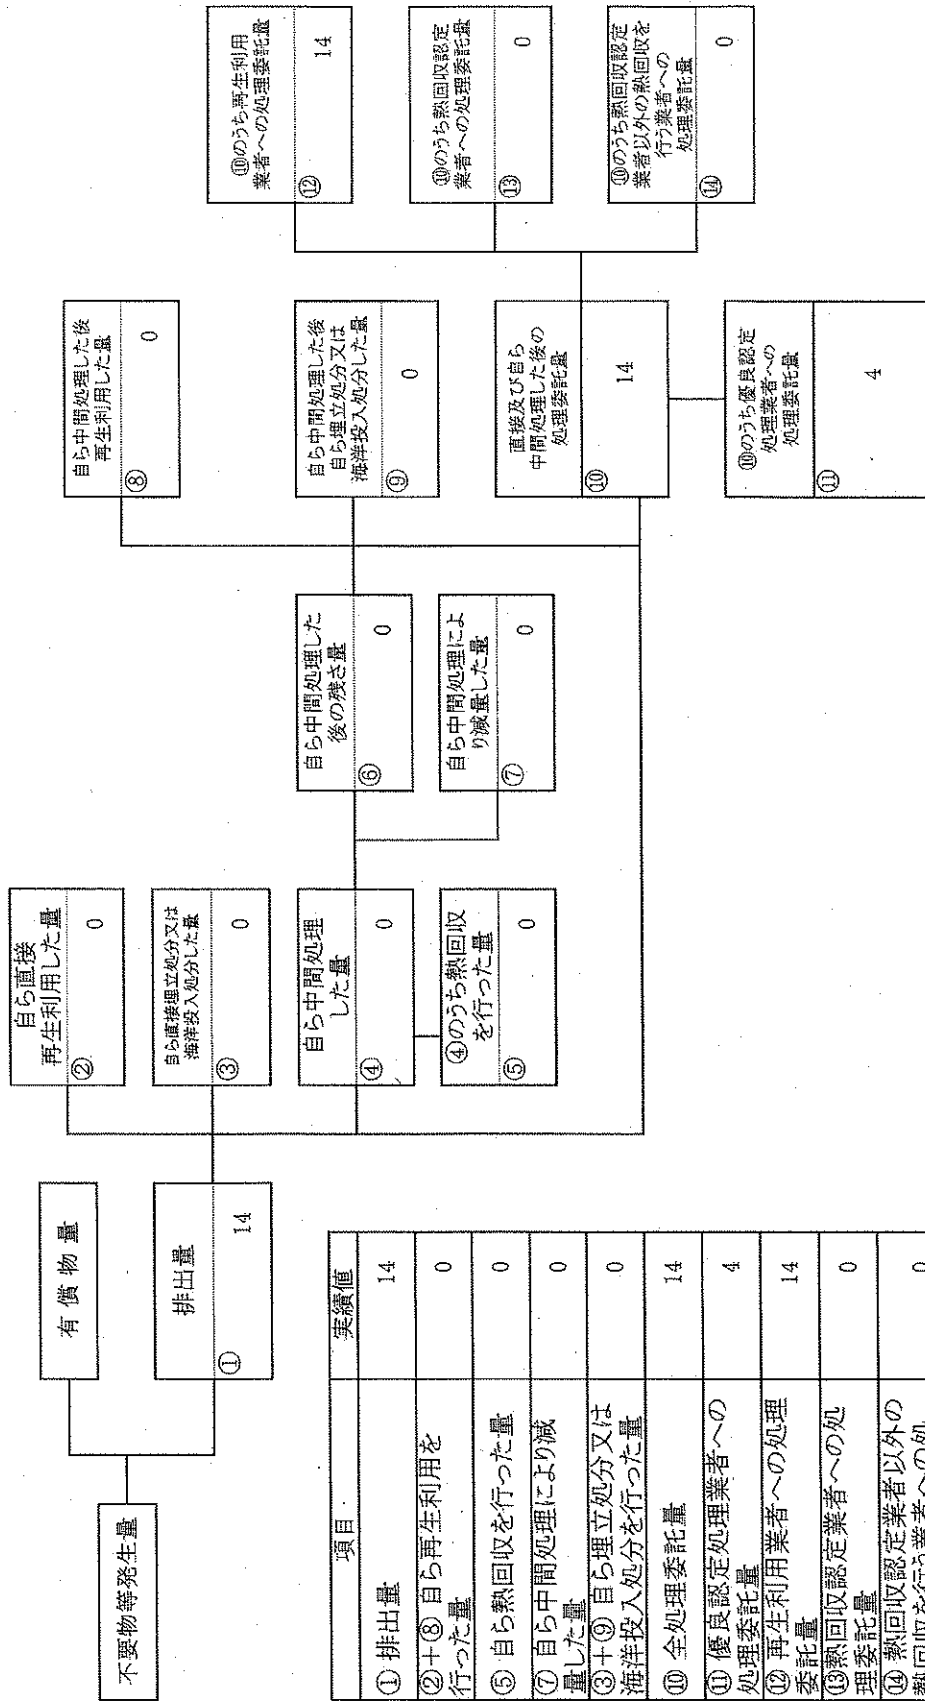 不要物等発生量
有償物量
排出量
①
14
自ら直接
再生利用した量
②
0
自ら直接埋立処分又は
海洋投入処分した量
③
0
自ら中間処理
した量
④
0
④のうち熱回収
を行った量
⑤
0
自ら中間処理した
後の残さ量
⑥
0
自ら中間処理によ
り減量した量
⑦
0
自ら中間処理した後
再生利用した量
⑧
0
自ら中間処理した後
自ら埋立処分又は
海洋投入処分した量
⑨
0
直接及び自ら
中間処理した後の
処理委託量
⑩
14
⑩のうち優良認定
処理業者への
処理委託量
⑪
4
⑩のうち再生利用
業者への処理委託量
⑫
14
⑩のうち熱回収認定
業者への処理委託量
⑬
0
⑩のうち熱回収認定
業者以外の熱回収を
行う業者への
処理委託量
⑭
0
項目 実績値
①排出量 14
②+⑧自ら再生利用を
行った量 0
⑤自ら熱回収を行った量 0
⑦自ら中間処理により減
量した量 0
③+⑨自ら埋立処分又は
海洋投入処分を行った量 0
⑩全処理委託量 14
⑪優良認定処理業者への
処理委託量 4
⑫再生利用業者への処理
委託量 14
⑬熱回収認定業者への処
理委託量 0
⑭熱回収認定業者以外の
熱回収を行う業者への処 0